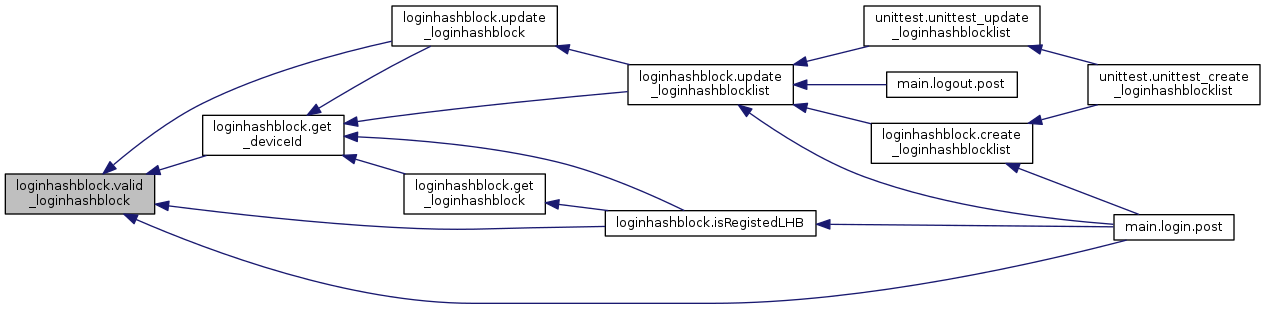 loginhashblock.update
_loginhashblock
unittest.unittest_update
_loginhashblocklist
loginhashblock.update
_loginhashblocklist
main.logout.post
unittest.unittest_create
_loginhashblocklist
loginhashblock.get
_deviceId
loginhashblock.create
_loginhashblocklist
loginhashblock.valid
_loginhashblock
loginhashblock.get
_loginhashblock
loginhashblock.isRegistedLHB
main.login.post